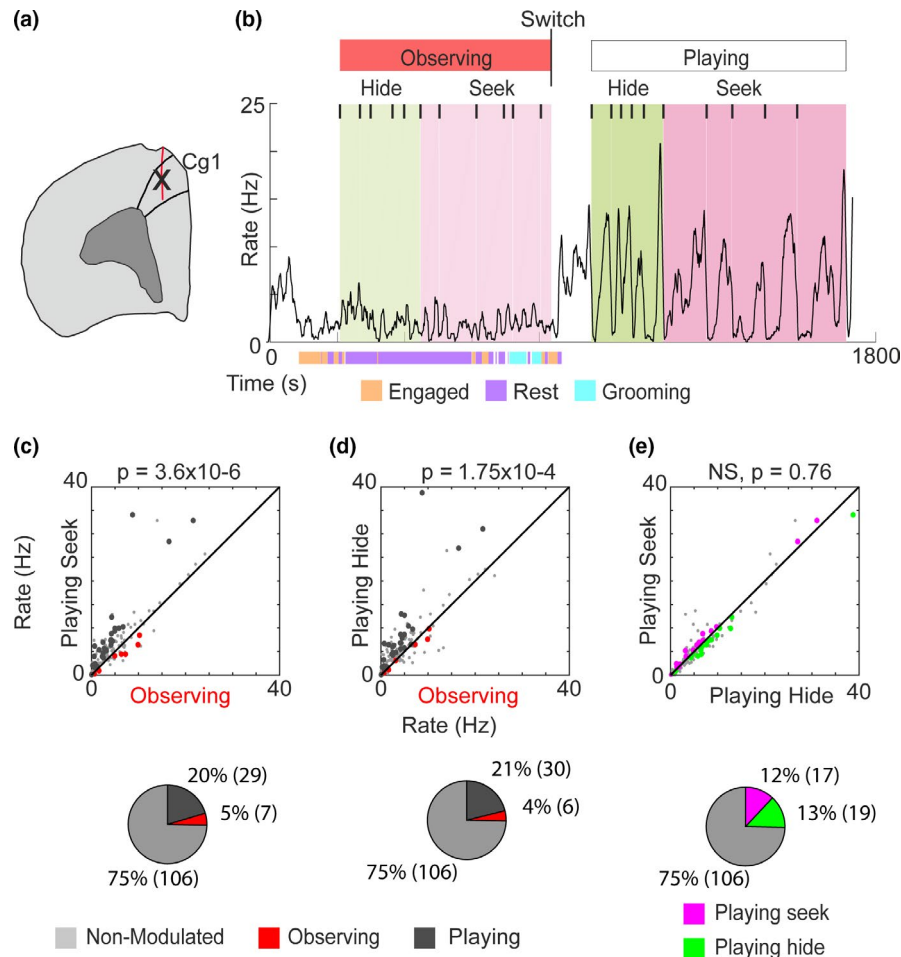 (a)
(b)
Switch
Observing
Playing
Hide
Seek
Hide
Seek
25
Cg1
X
Rate (Hz)
0
1800
Time (s)
Engaged
Rest
Grooming
(c)
(d)
(e)
p = 3.6x10-6
p = 1.75x10-4
NS, p = 0.76
40
40
40
Rate (Hz)
Playing Seek
Playing Hide
Playing Seek
0
0
0
0
40
0
40
0
40
Observing
Observing
Playing Hide
Rate (Hz)
20% (29)
5% (7)
75% (106)
21% (30)
4% (6)
75% (106)
12% (17)
13% (19)
75% (106)
Non-Modulated
Observing
Playing
Playing seek
Playing hide